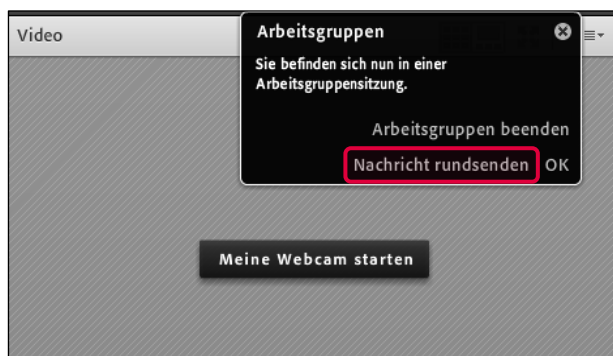 Video
Arbeitsgruppen
Sie befinden sich nun in einer
Arbeitsgruppensitzung.
Arbeitsgruppen beenden
Nachricht rundsenden OK
Meine Webcam starten